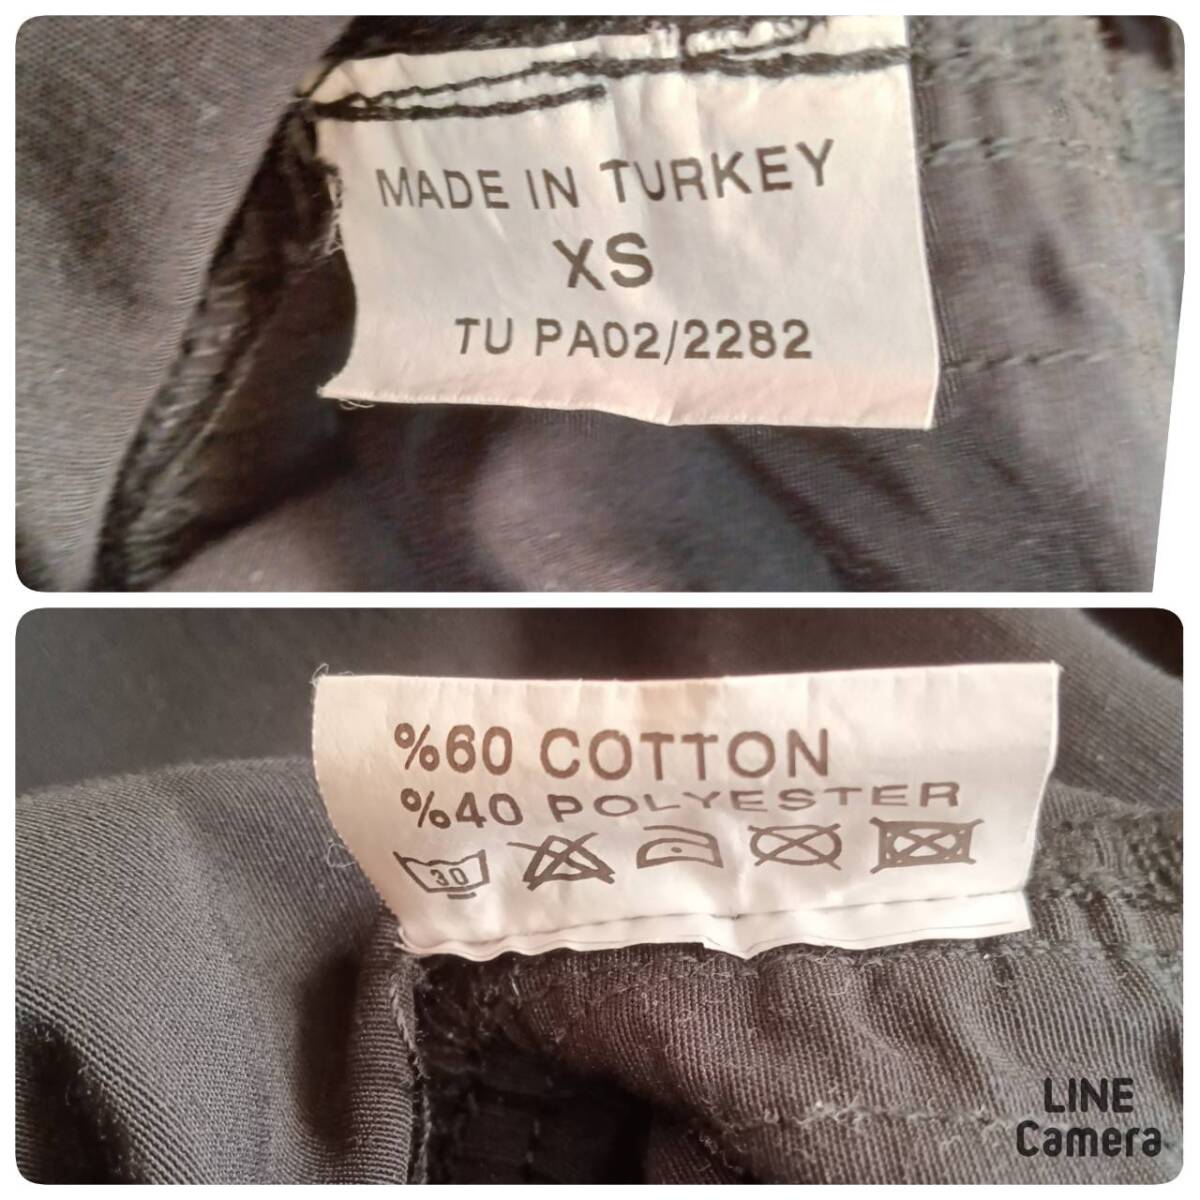 MADE IN TURKEY
XS
TU PA02/2282
%60 COTTON
%40 POLYESTER
30
LINE
Camera